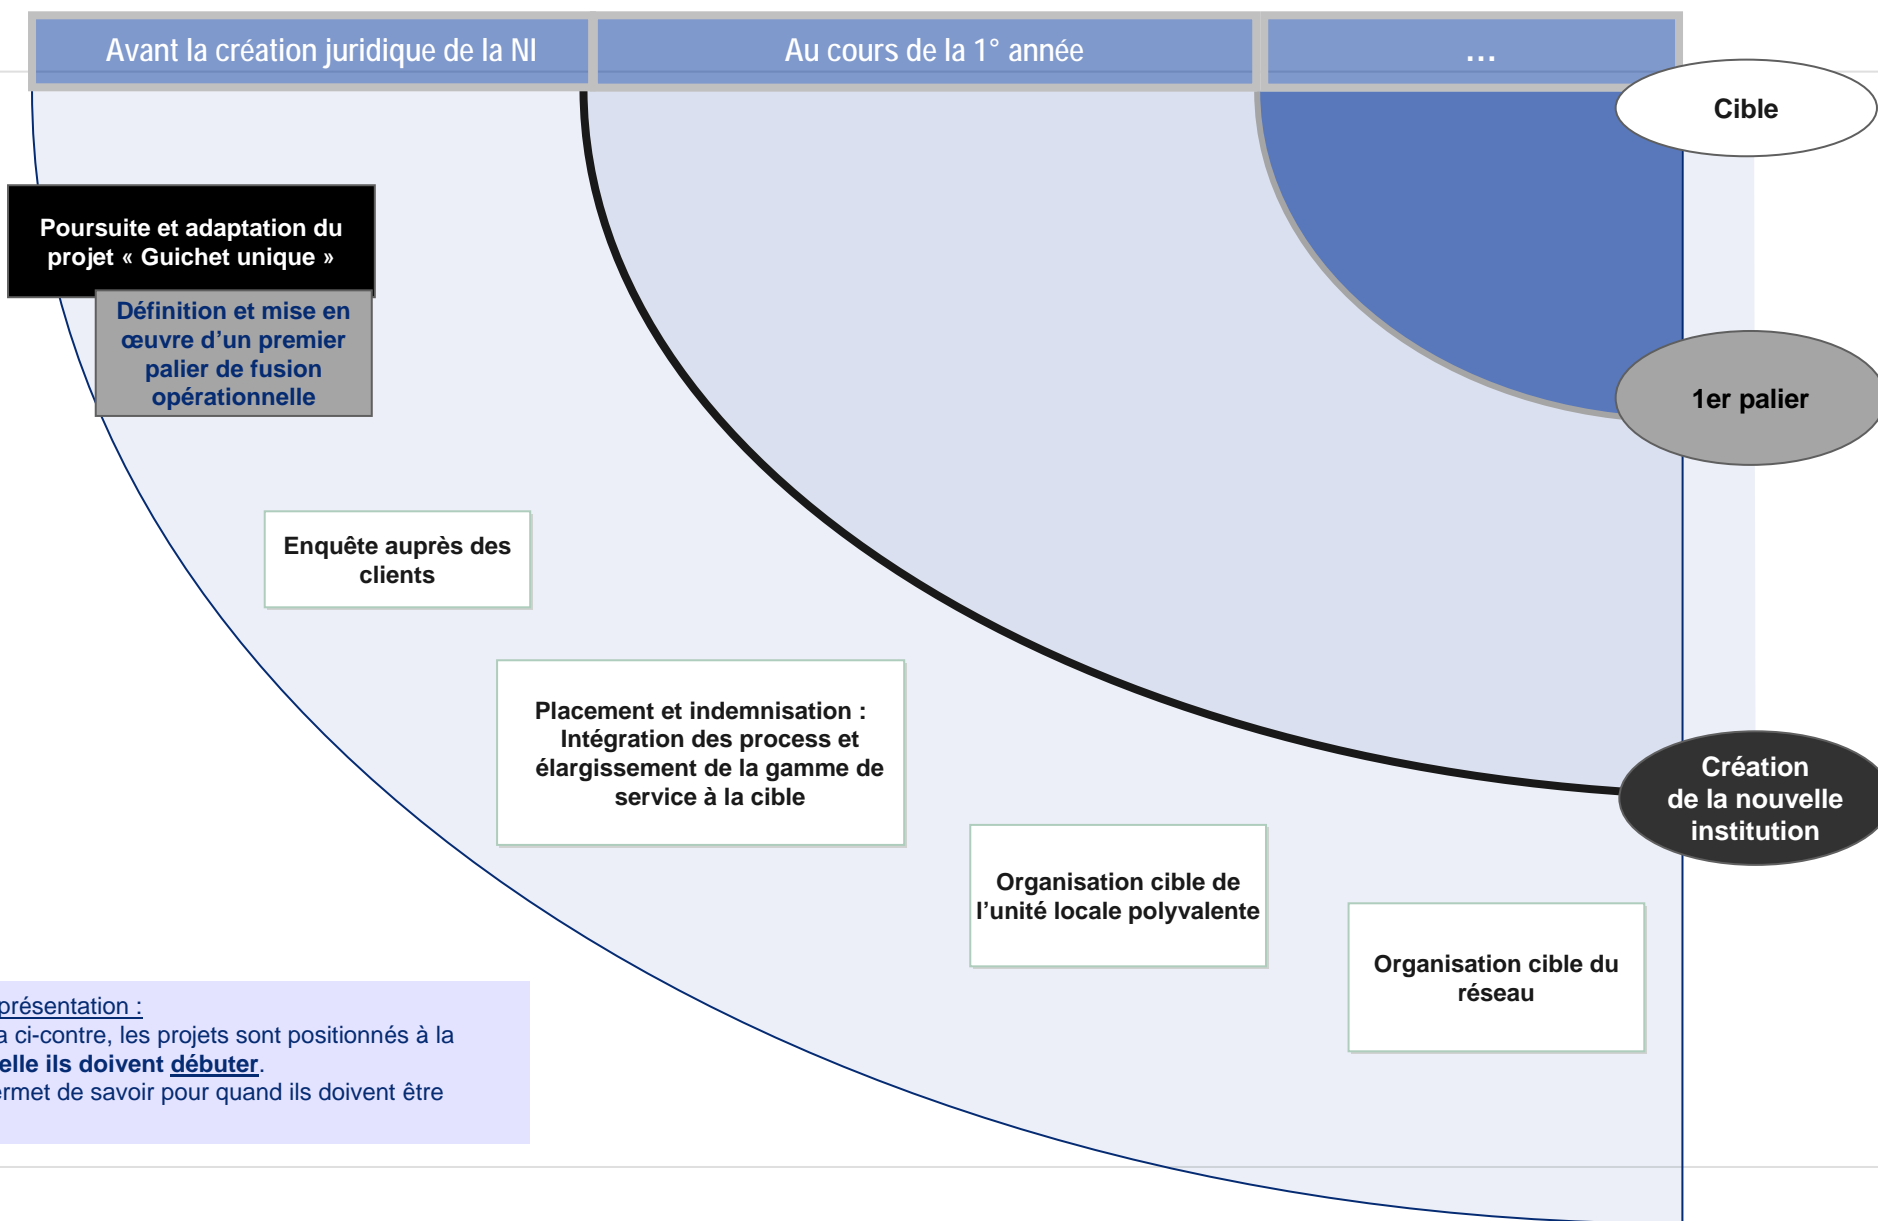 Avant la création juridique de la NI
Au cours de la 1° année
...
Cible
Poursuite et adaptation du
projet « Guichet unique »
Définition et mise en
œuvre d’un premier
palier de fusion
opérationnelle
1er palier
Enquête auprès des
clients
Placement et indemnisation :
Intégration des process et
élargissement de la gamme de
service à la cible
Création
de la nouvelle
institution
Organisation cible de
l’unité locale polyvalente
Organisation cible du
réseau
présentation :
ci-contre, les projets sont positionnés à la
elle ils doivent débuter.
ermet de savoir pour quand ils doivent être